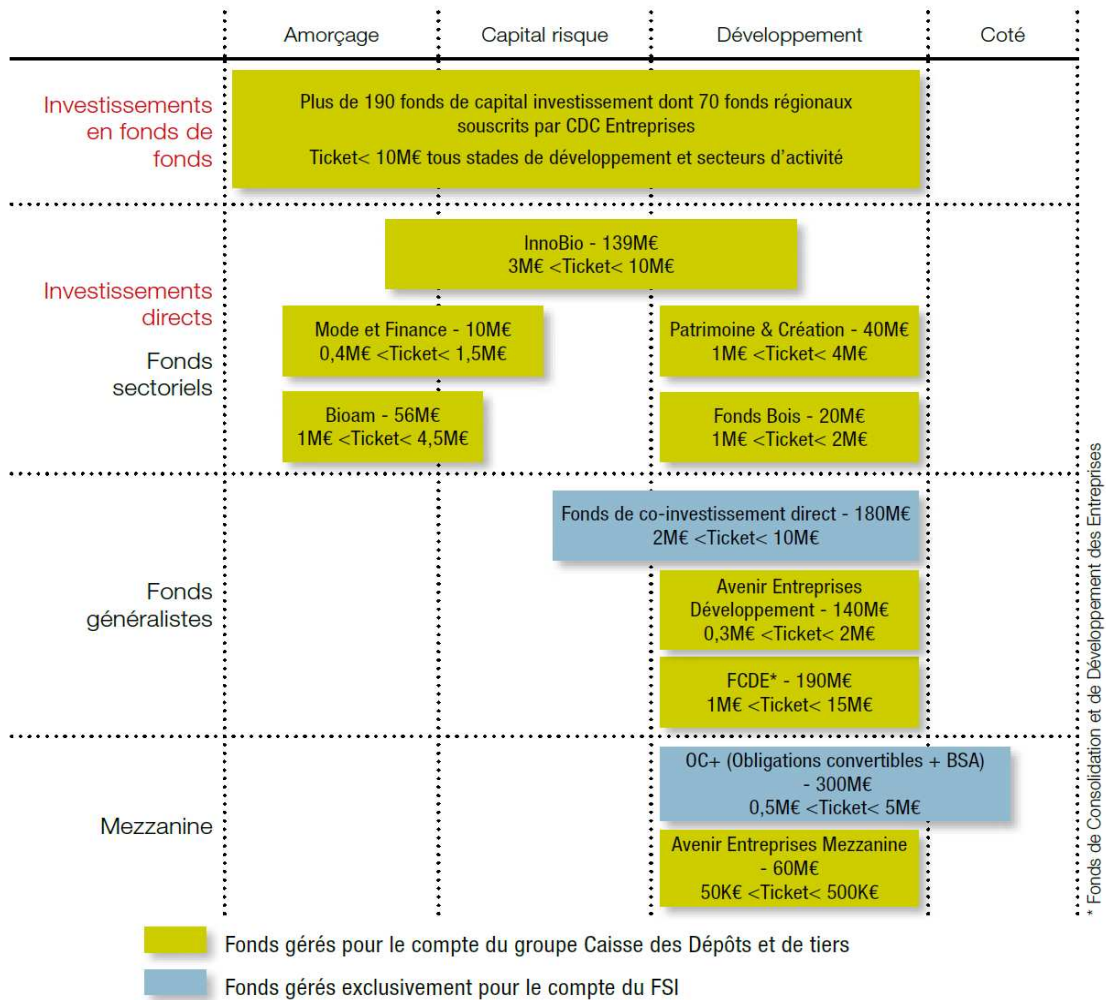 Amorçage
Capital risque
Développement
Coté
Investissements
en fonds de
fonds
Plus de 190 fonds de capital investissement dont 70 fonds régionaux
souscrits par CDC Entreprises
Ticket< 10M€ tous stades de développement et secteurs d'activité
Investissements
directs
Fonds
sectoriels
InnoBio - 139M€
3M€ <Ticket< 10M€
Mode et Finance - 10M€
0,4M€ <Ticket< 1,5M€
Patrimoine & Création - 40M€
1M€ <Ticket< 4M€
Bioam - 56M€
1M€ <Ticket< 4,5M€
Fonds Bois - 20M€
1M€ <Ticket< 2M€
Fonds
généralistes
Fonds de co-investissement direct - 180M€
2M€ <Ticket< 10M€
Avenir Entreprises
Développement - 140M€
0,3M€ <Ticket< 2M€
FCDE* - 190M€
1M€ <Ticket< 15M€
Mezzanine
OC+ (Obligations convertibles + BSA)
- 300M€
0,5M€ <Ticket< 5M€
Avenir Entreprises Mezzanine
- 60M€
50K€ <Ticket< 500K€
* Fonds de Consolidation et de Développement des Entreprises
Fonds gérés pour le compte du groupe Caisse des Dépôts et de tiers
Fonds gérés exclusivement pour le compte du FSI